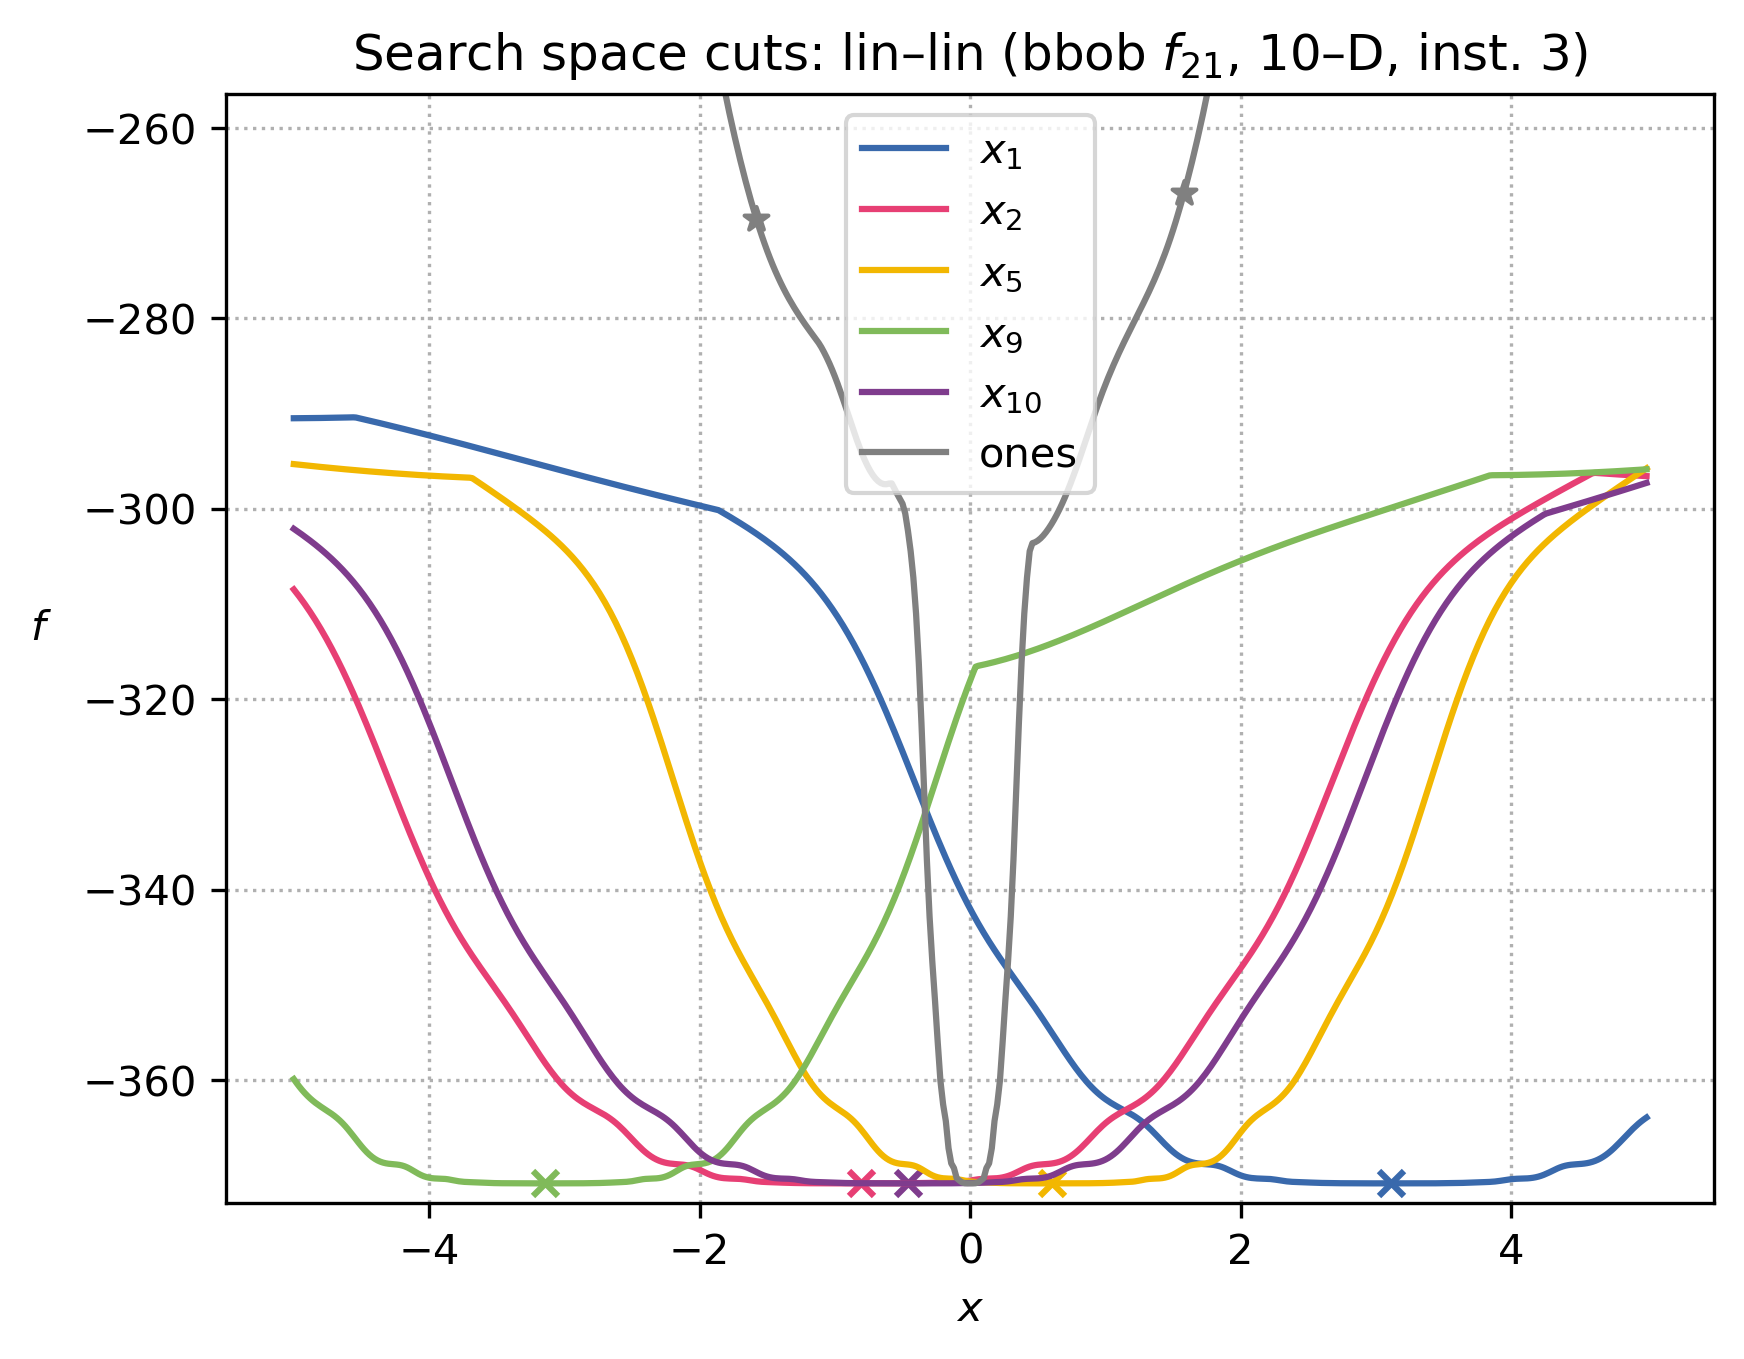 Search space cuts: lin–lin (bbob f₂₁, 10–D, inst. 3)
−260
−280
−300
−320
−340
−360
f
x₁
x₂
x₅
x₉
x₁₀
ones
−4
−2
0
2
4
x